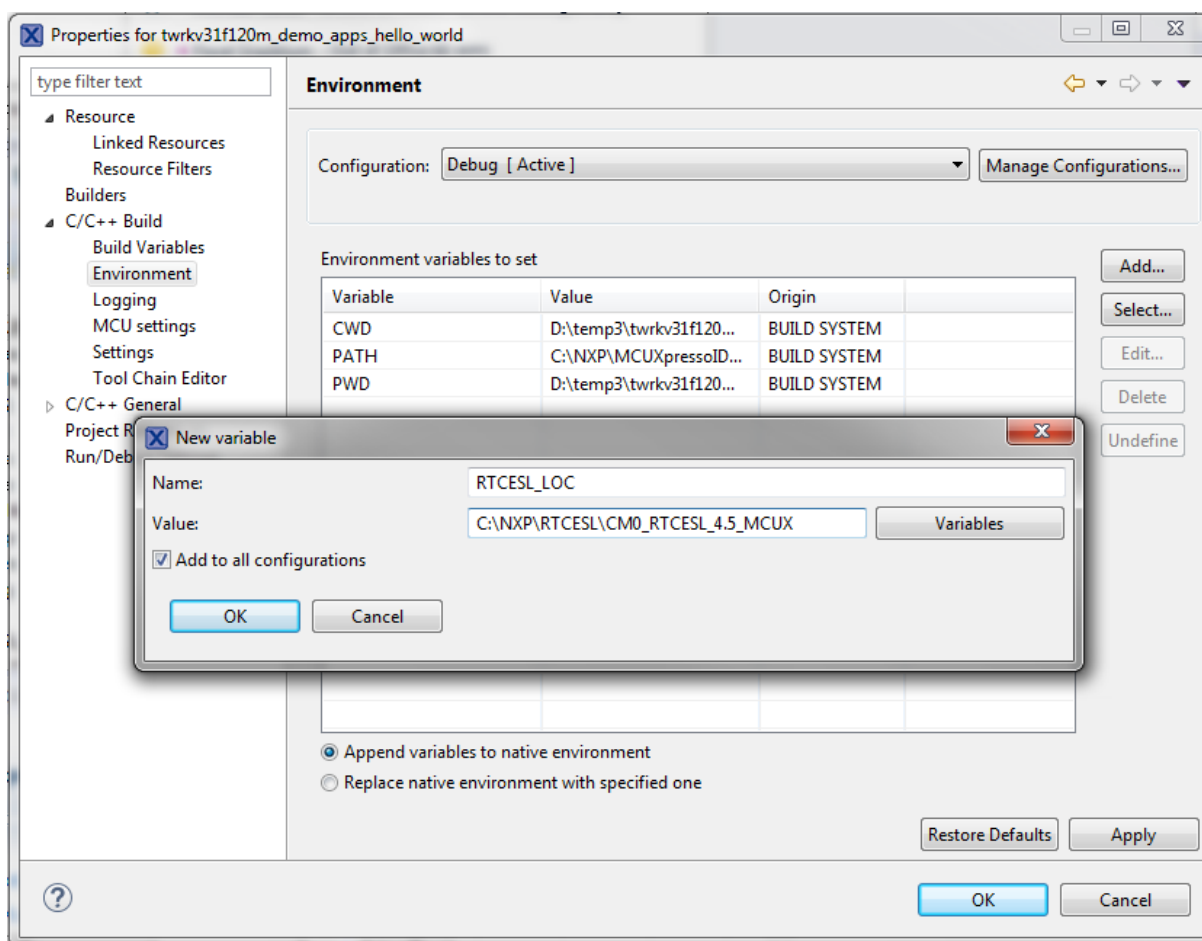 Properties for twrkv31f120m_demo_apps_hello_world
type filter text
Environment
Resource
Linked Resources
Resource Filters
Builders
C/C++ Build
Build Variables
Environment
Logging
MCU settings
Settings
Tool Chain Editor
C/C++ General
Project R
Run/Deb
Configuration: Debug [ Active ] Manage Configurations...
Environment variables to set
Variable Value Origin
CWD D:\temp3\twrkv31f120... BUILD SYSTEM
PATH C:\NXP\MCUXpressoID... BUILD SYSTEM
PWD D:\temp3\twrkv31f120... BUILD SYSTEM
Add...
Select...
Edit...
Delete
Undefine
New variable
Name: RTCESL_LOC
Value: C:\NXP\RTCESL\CM0_RTCESL_4.5_MCUX Variables
Add to all configurations
OK Cancel
Append variables to native environment
Replace native environment with specified one
Restore Defaults Apply
? OK Cancel